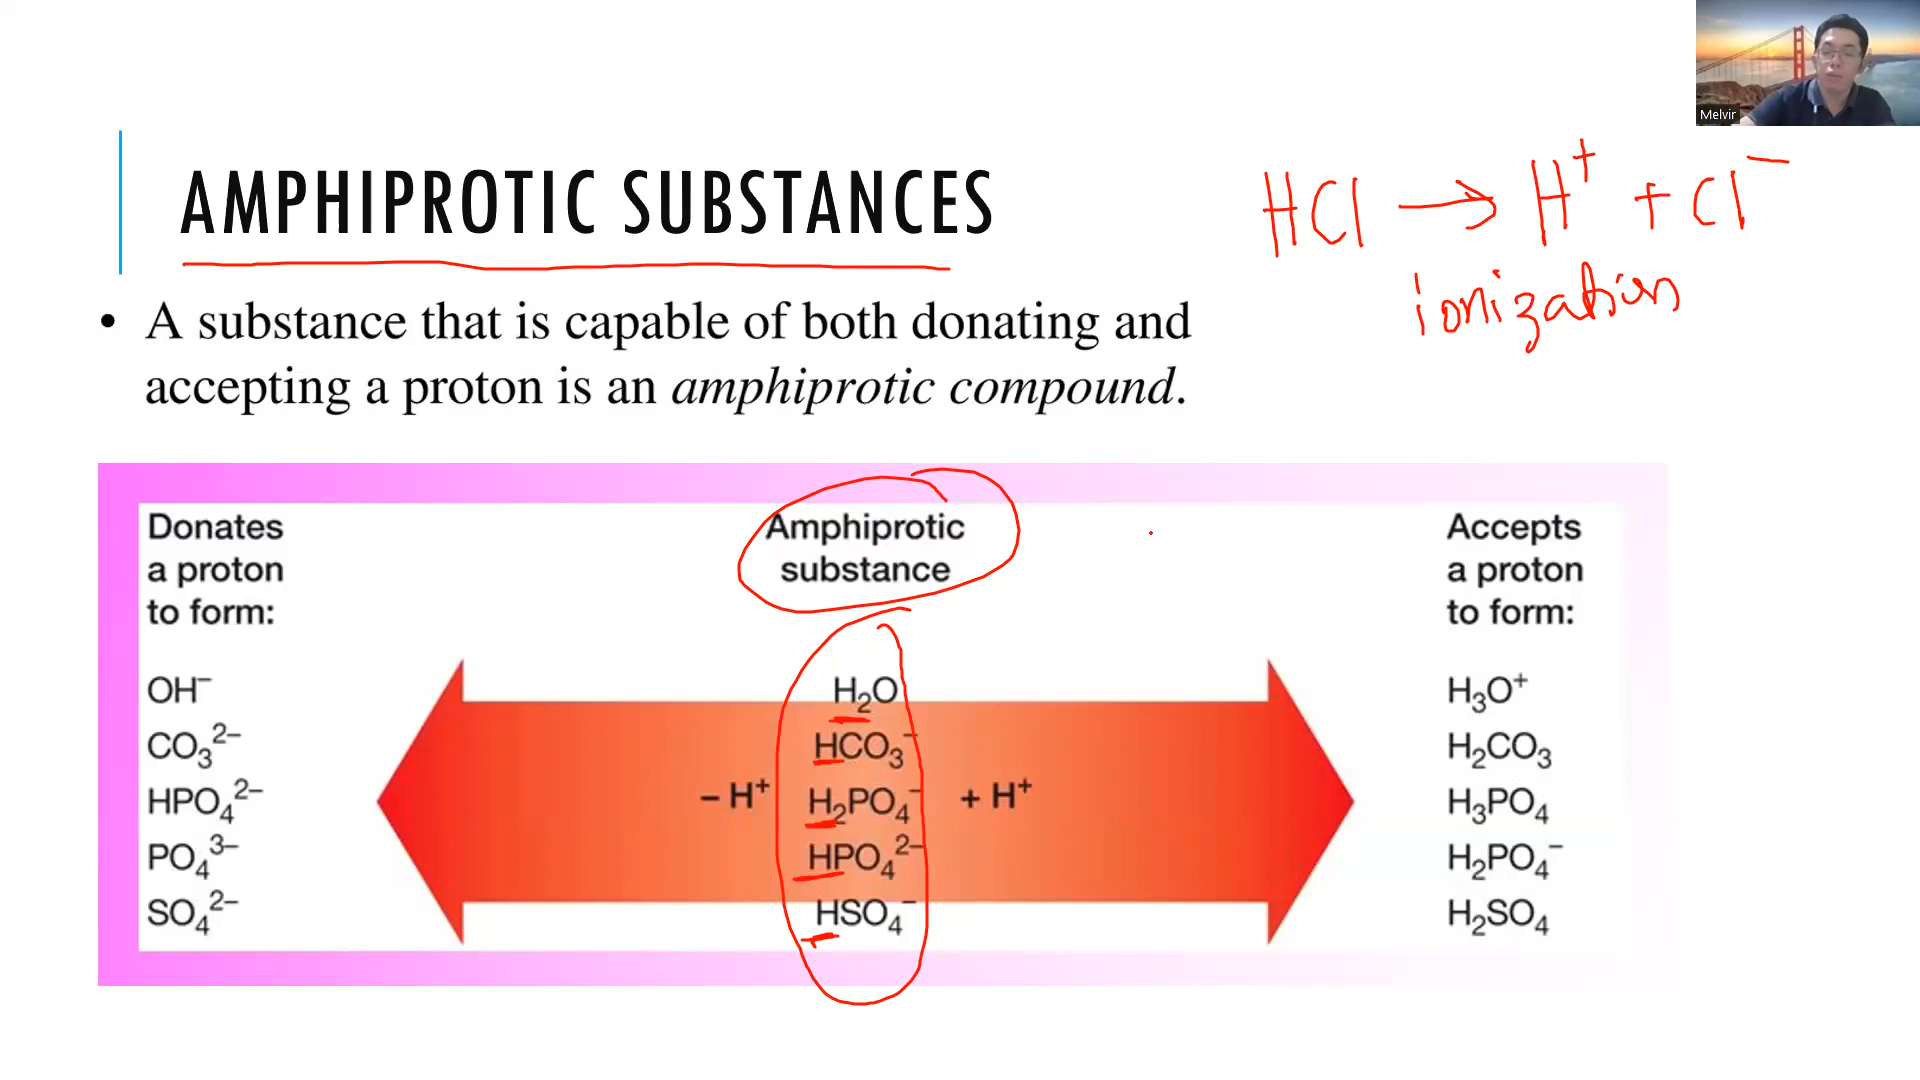 Melvir
AMPHIPROTIC SUBSTANCES
HCl → H⁺ + Cl⁻
ionization
• A substance that is capable of both donating and
accepting a proton is an amphiprotic compound.
Donates
a proton
to form:
Amphiprotic
substance
Accepts
a proton
to form:
OH⁻ H₂O H₃O⁺
CO₃²⁻ HCO₃⁻ H₂CO₃
HPO₄²⁻ – H⁺ H₂PO₄⁻ + H⁺ H₃PO₄
PO₄³⁻ HPO₄²⁻ H₂PO₄⁻
SO₄²⁻ HSO₄⁻ H₂SO₄